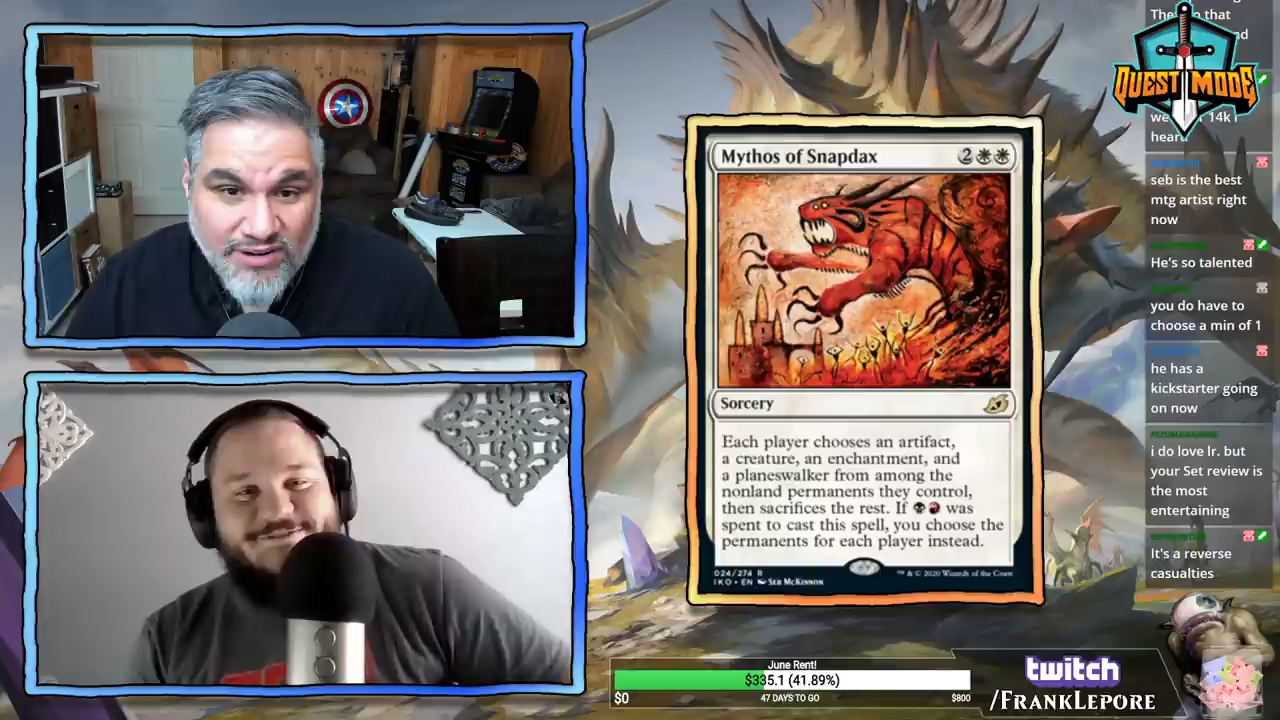 Mythos of Snapdax
2
Sorcery
Each player chooses an artifact,
a creature, an enchantment, and
a planeswalker from among the
nonland permanents they control,
then sacrifices the rest. If was
spent to cast this spell, you choose the
permanents for each player instead.
024/274 R
IKO • EN SEB MCKINNON
™ & © 2020 Wizards of the Coast
QUEST MODE
that
14k
heart
seb is the best
mtg artist right
now
He's so talented
you do have to
choose a min of 1
he has a
kickstarter going
on now
i do love lr. but
your Set review is
the most
entertaining
It's a reverse
casualties
June Rent!
$335.1 (41.89%)
$0
47 DAYS TO GO
$800
twitch
/FRANKLEPORE